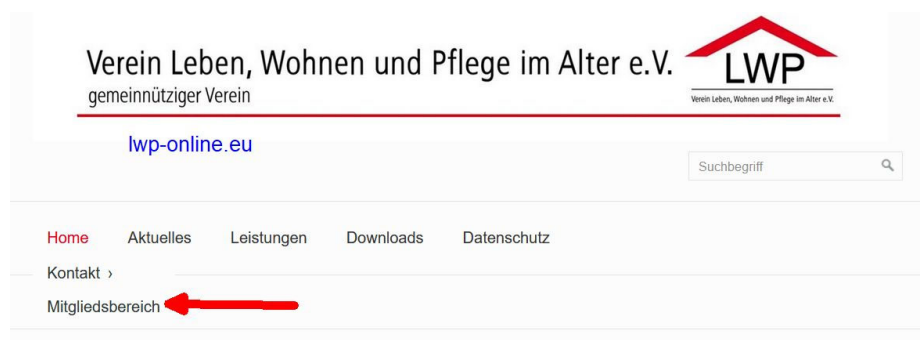 Verein Leben, Wohnen und Pflege im Alter e.V.
gemeinnütziger Verein
LWP
Verein Leben, Wohnen und Pflege im Alter e.V.
lwp-online.eu
Suchbegriff
Home Aktuelles Leistungen Downloads Datenschutz
Kontakt ›
Mitgliedsbereich